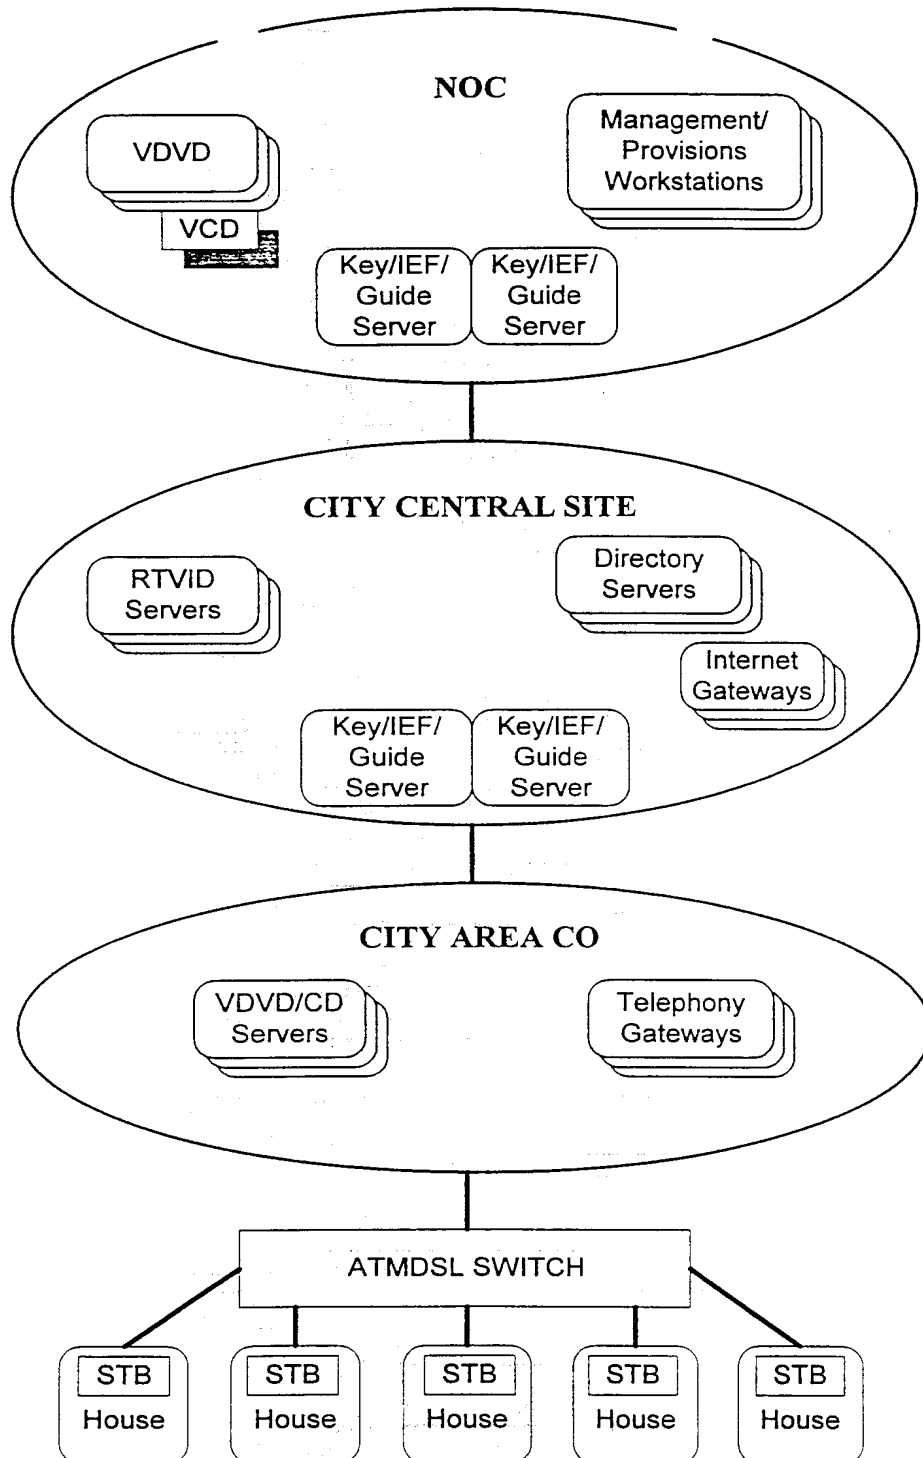 NOC
VDVD
VCD
Management/
Provisions
Workstations
Key/IEF/
Guide
Server
Key/IEF/
Guide
Server
CITY CENTRAL SITE
RTVID
Servers
Directory
Servers
Internet
Gateways
Key/IEF/
Guide
Server
Key/IEF/
Guide
Server
CITY AREA CO
VDVD/CD
Servers
Telephony
Gateways
ATMDSL SWITCH
STB
House
STB
House
STB
House
STB
House
STB
House